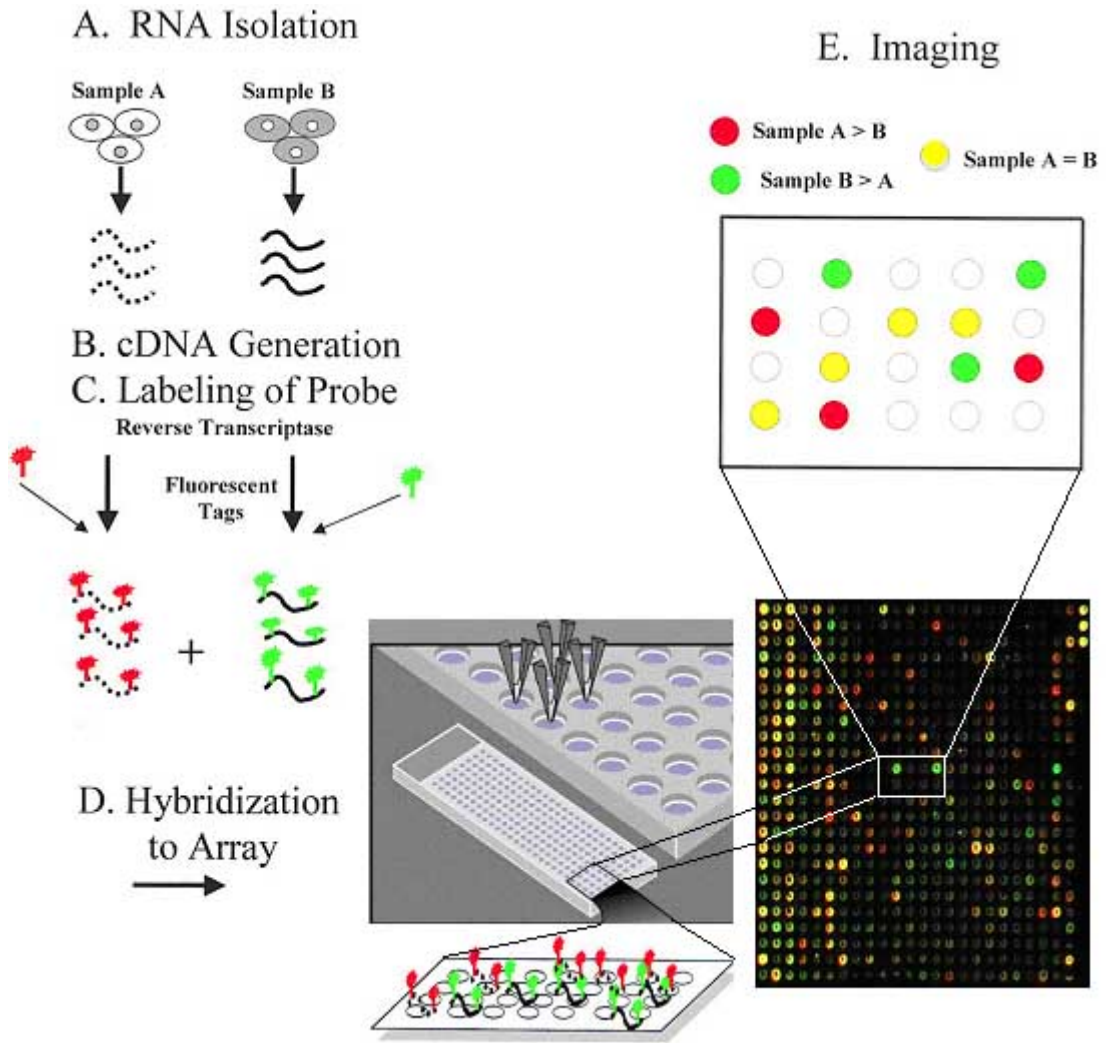 A. RNA Isolation
Sample A
Sample B
B. cDNA Generation
C. Labeling of Probe
Reverse Transcriptase
Fluorescent
Tags
+
D. Hybridization
to Array
E. Imaging
Sample A > B
Sample B > A
Sample A = B